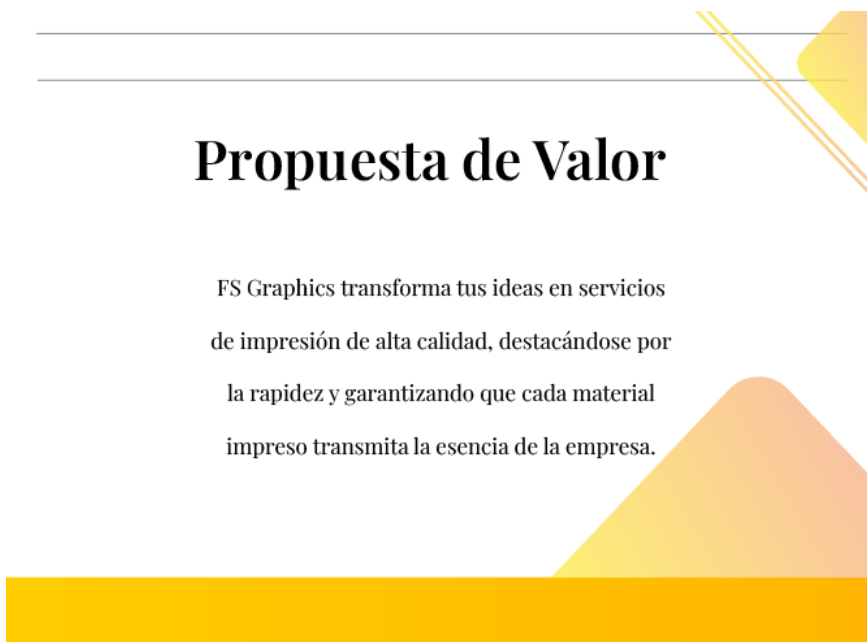 Propuesta de Valor
FS Graphics transforma tus ideas en servicios
de impresión de alta calidad, destacándose por
la rapidez y garantizando que cada material
impreso transmita la esencia de la empresa.